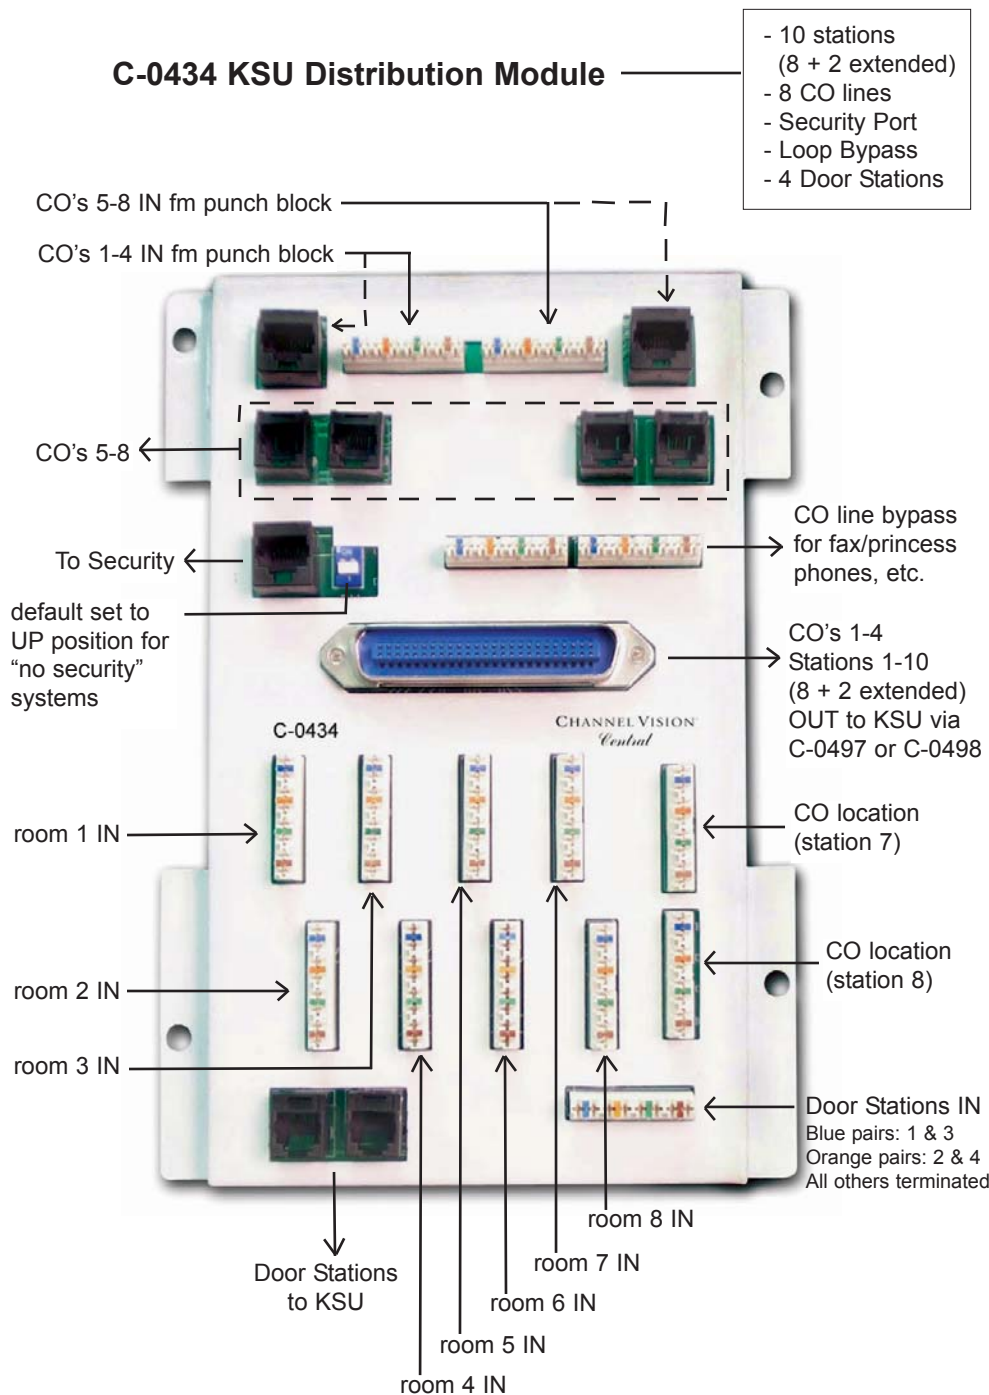 C-0434 KSU Distribution Module
- 10 stations
(8 + 2 extended)
- 8 CO lines
- Security Port
- Loop Bypass
- 4 Door Stations
CO's 5-8 IN fm punch block
CO's 1-4 IN fm punch block
CO's 5-8
CO line bypass
for fax/princess
phones, etc.
To Security
default set to
UP position for
“no security”
systems
CO's 1-4
Stations 1-10
(8 + 2 extended)
OUT to KSU via
C-0497 or C-0498
C-0434
CHANNEL VISION
Central
room 1 IN
CO location
(station 7)
room 2 IN
CO location
(station 8)
room 3 IN
Door Stations IN
Blue pairs: 1 & 3
Orange pairs: 2 & 4
All others terminated
room 8 IN
room 7 IN
Door Stations
to KSU
room 6 IN
room 5 IN
room 4 IN